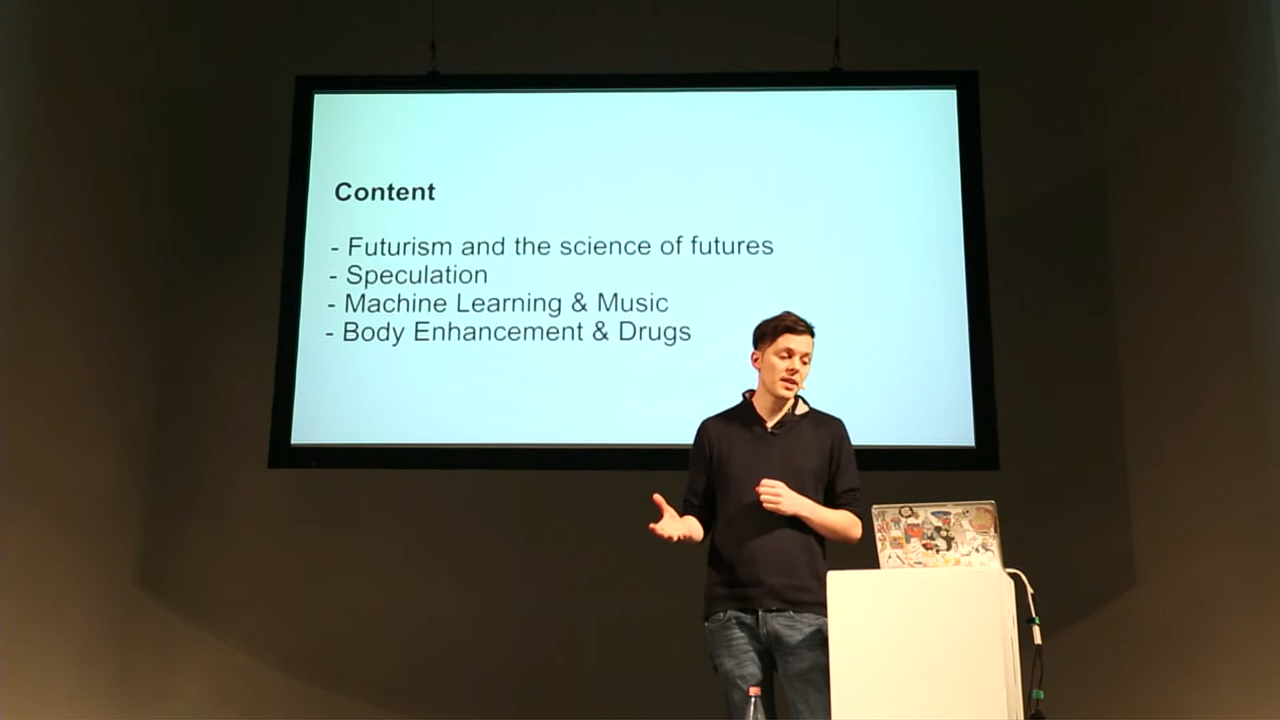 Content
- Futurism and the science of futures
- Speculation
- Machine Learning & Music
- Body Enhancement & Drugs